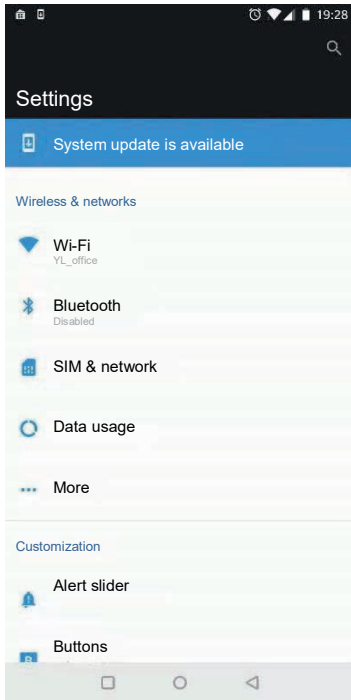 19:28
Settings
System update is available
Wireless & networks
Wi-Fi
YL_office
Bluetooth
Disabled
SIM & network
Data usage
More
Customization
Alert slider
Buttons